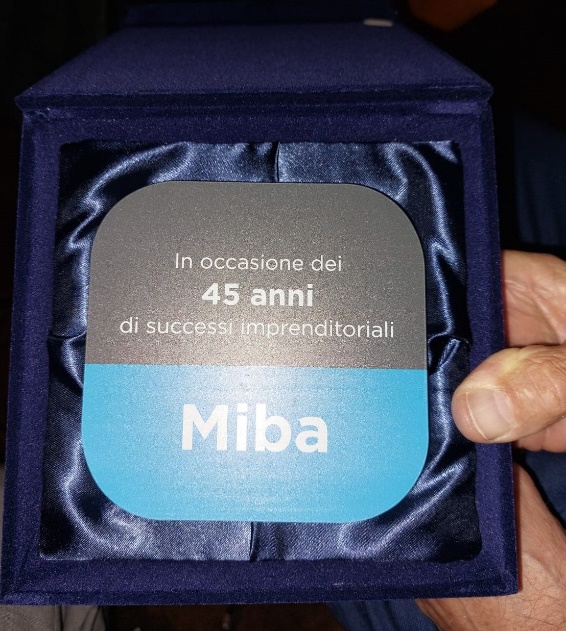 In occasione dei
45 anni
di successi imprenditoriali
Miba